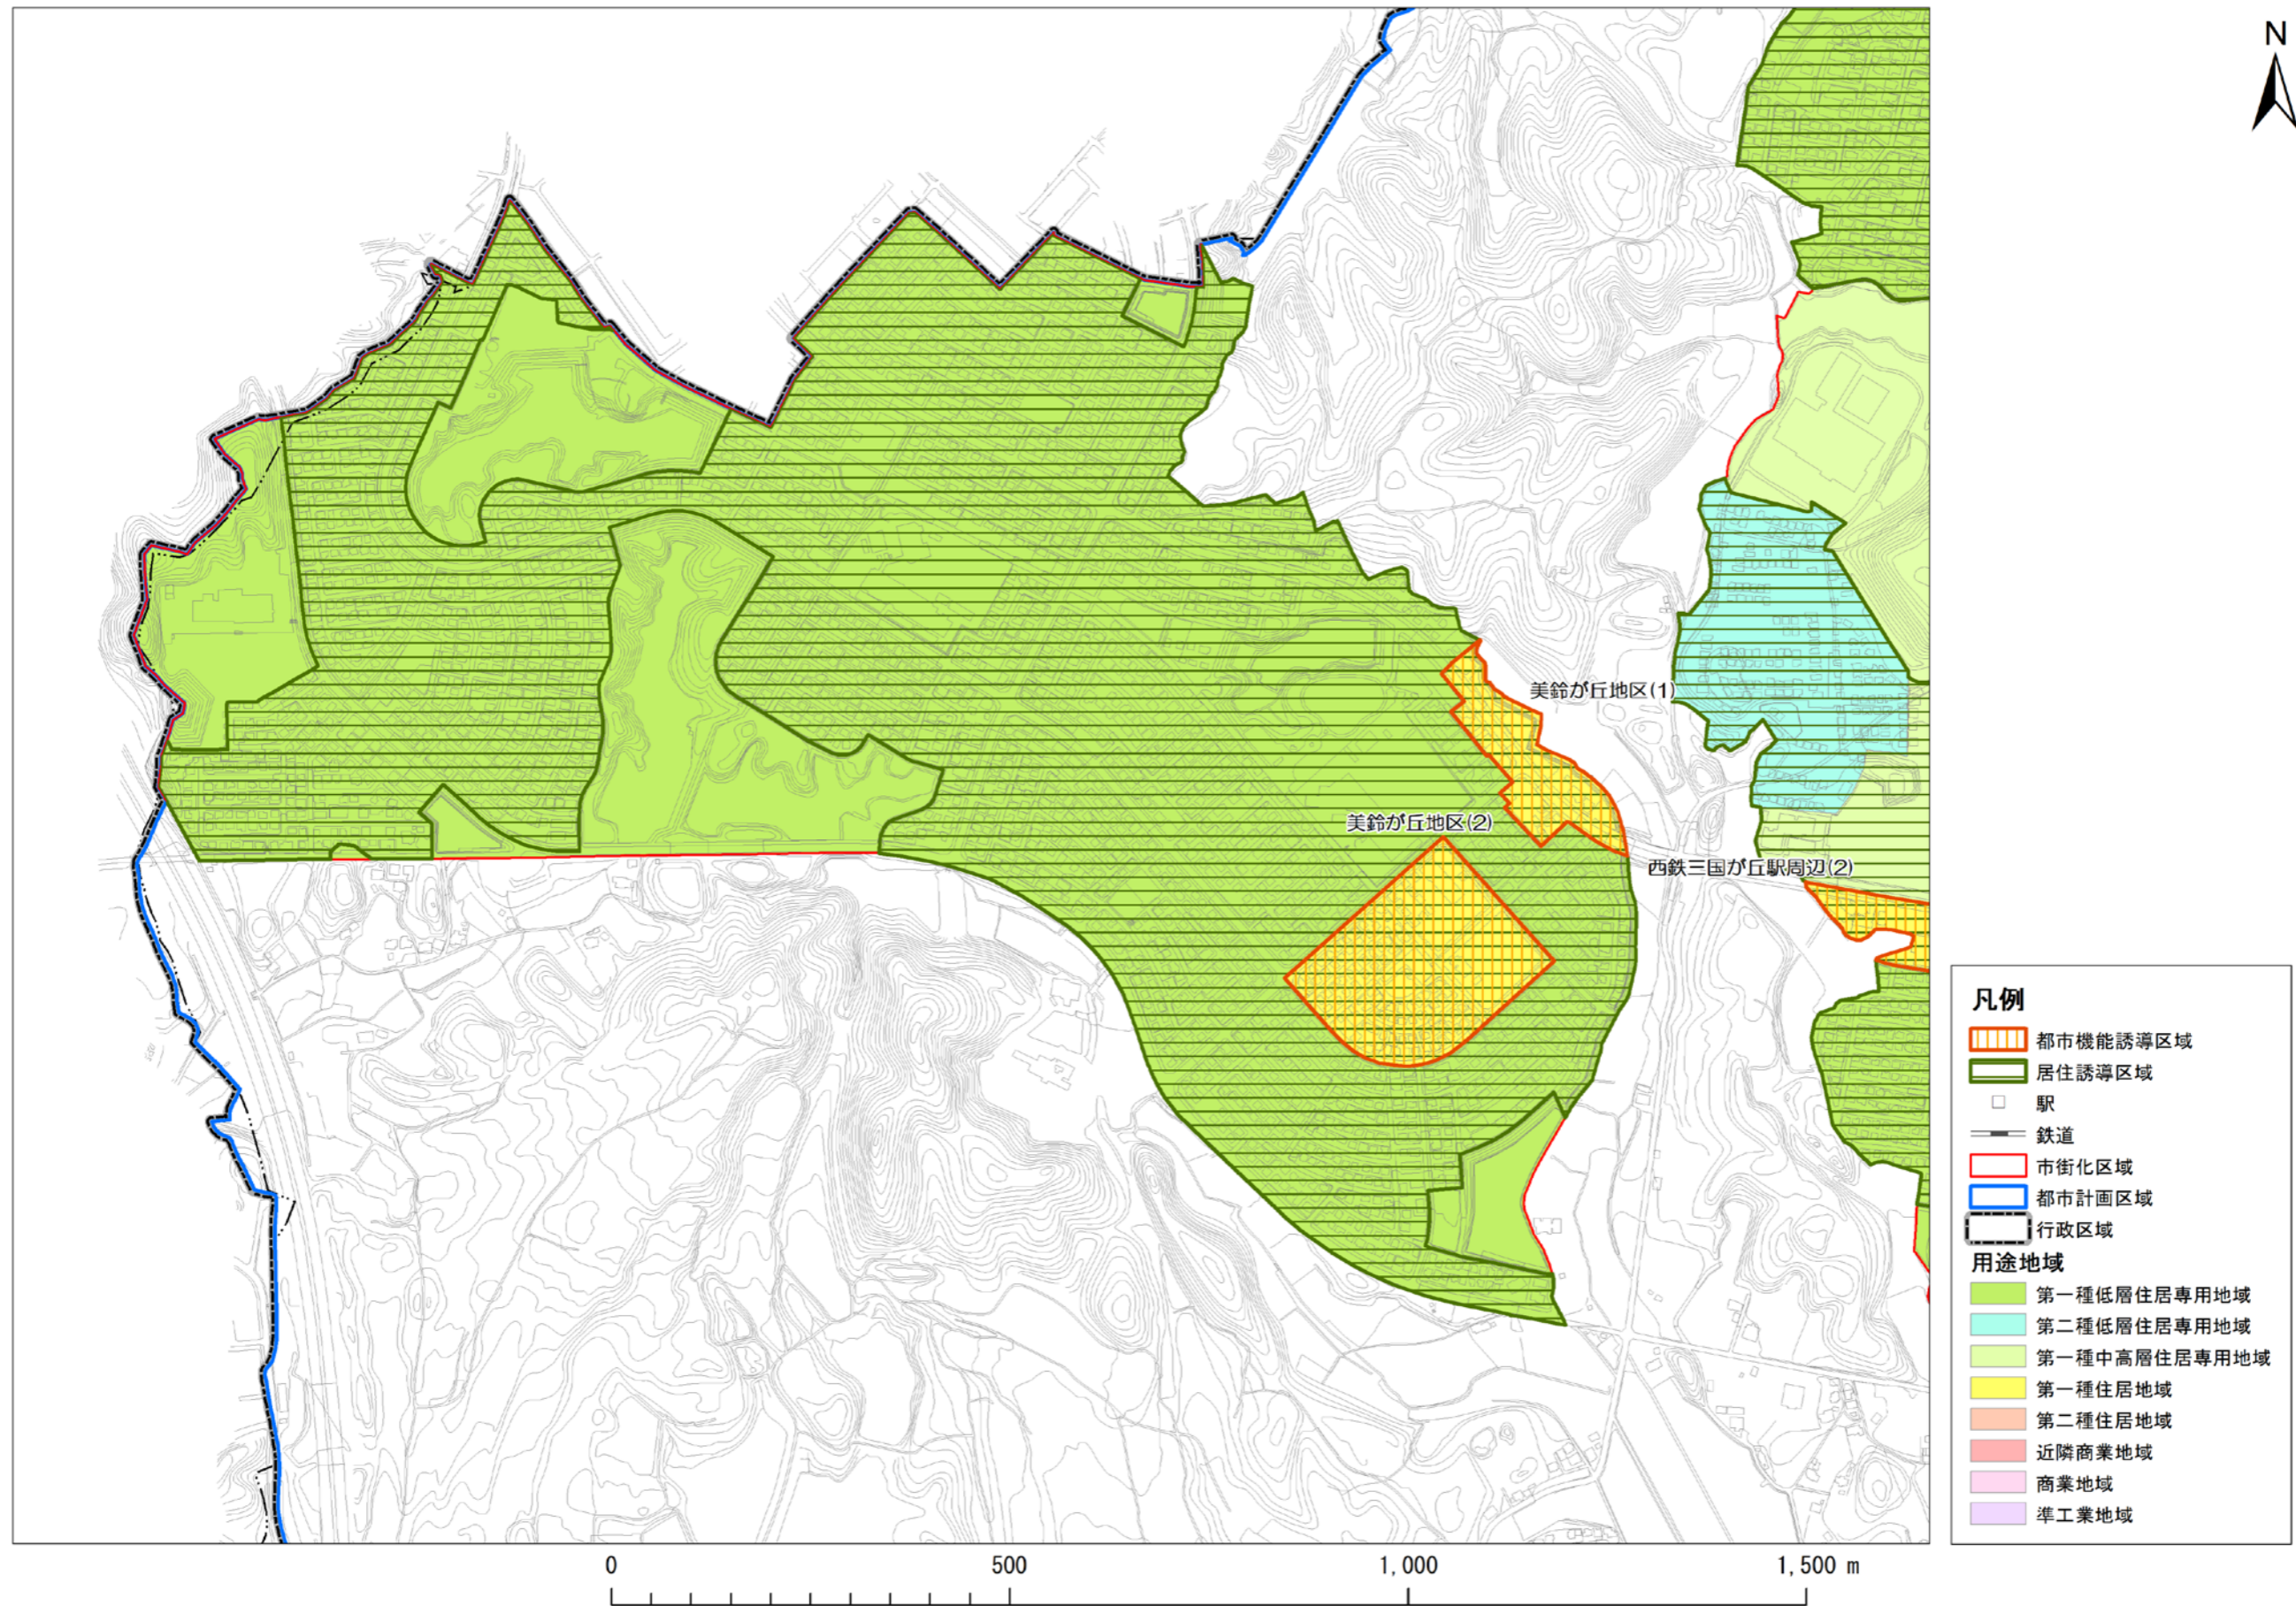 N
美鈴が丘地区(1)
美鈴が丘地区(2)
西鉄三国が丘駅周辺(2)
凡例
都市機能誘導区域
居住誘導区域
駅
鉄道
市街化区域
都市計画区域
行政区域
用途地域
第一種低層住居専用地域
第二種低層住居専用地域
第一種中高層住居専用地域
第一種住居地域
第二種住居地域
近隣商業地域
商業地域
準工業地域
0 500 1,000 1,500 m